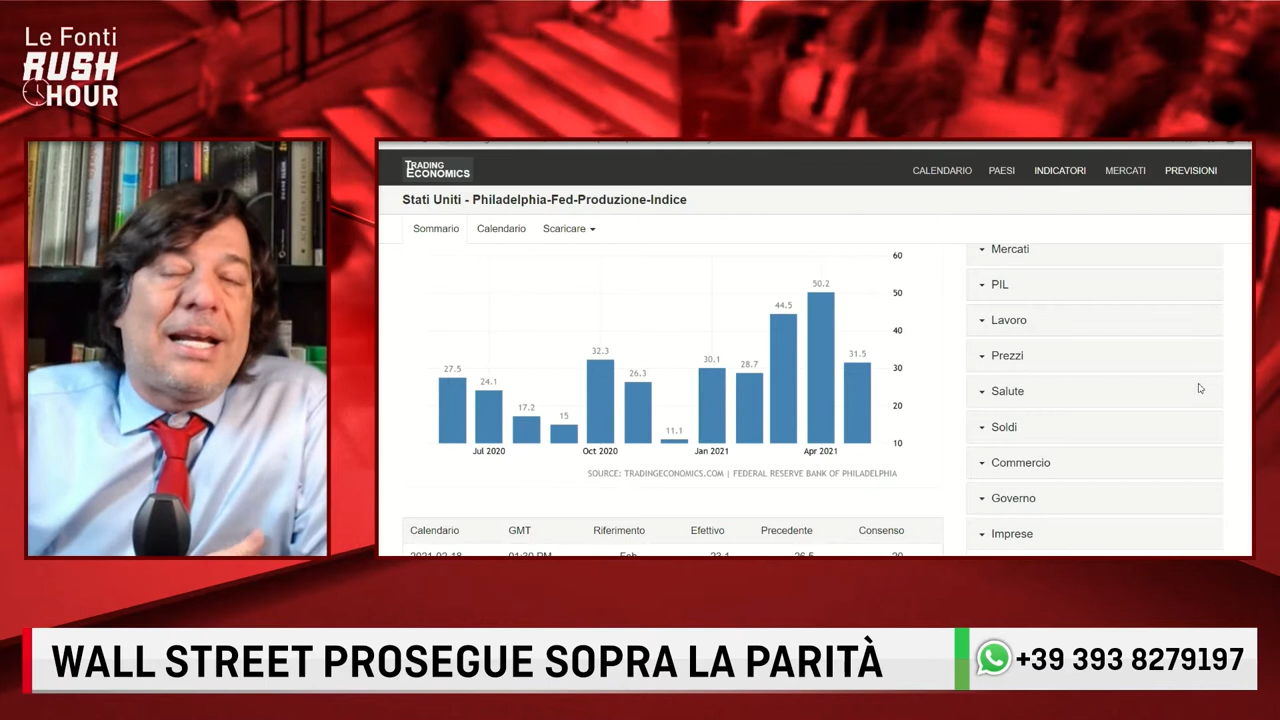 Le Fonti
RUSH
HOUR
TRADING
ECONOMICS
CALENDARIO PAESI INDICATORI MERCATI PREVISIONI
Stati Uniti - Philadelphia-Fed-Produzione-Indice
Sommario Calendario Scaricare
60
50
40
30
20
10
27.5
24.1
17.2
15
32.3
26.3
11.1
30.1
28.7
44.5
50.2
31.5
Jul 2020 Oct 2020 Jan 2021 Apr 2021
SOURCE: TRADINGECONOMICS.COM | FEDERAL RESERVE BANK OF PHILADELPHIA
Calendario GMT Riferimento Effettivo Precedente Consenso
Mercati
PIL
Lavoro
Prezzi
Salute
Soldi
Commercio
Governo
Imprese
WALL STREET PROSEGUE SOPRA LA PARITÀ
+39 393 8279197